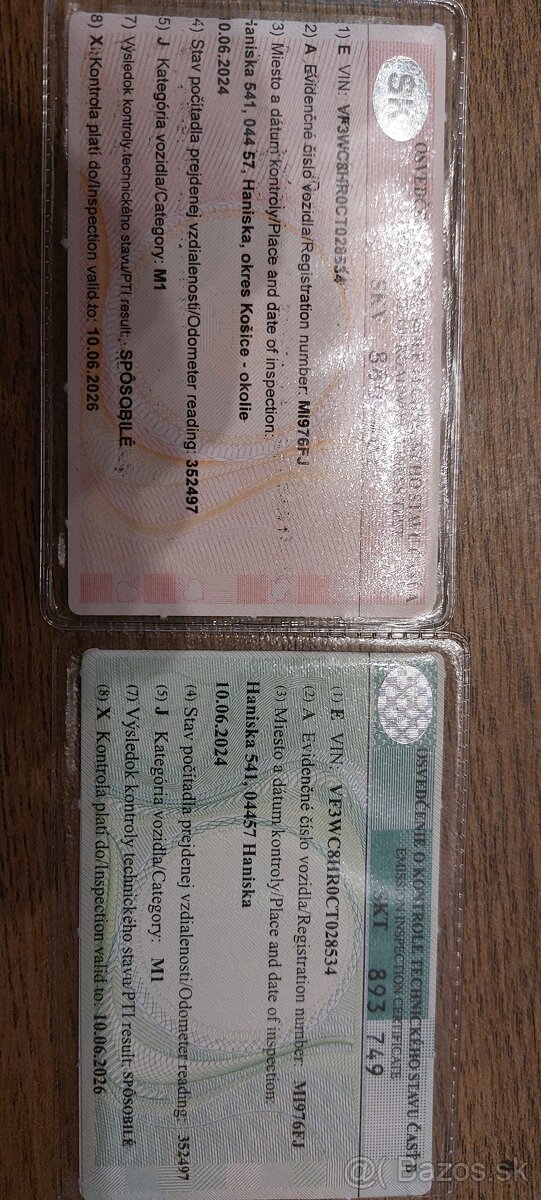 SK
OSVEDČENIE O KONTROLE TECHNICKÉHO STAVU ČASŤ A
SKV
1) E VIN: VF3WC8HR0CT028534
2) A Evidenčné číslo vozidla/Registration number: MI976FJ
3) Miesto a dátum kontroly/Place and date of inspection:
Haniska 541, 044 57, Haniska, okres Košice - okolie
10.06.2024
4) Stav počítadla prejdenej vzdialenosti/Odometer reading: 352497
5) J Kategória vozidla/Category: M1
7) Výsledok kontroly technického stavu/PTI result: SPÔSOBILÉ
8) X Kontrola platí do/Inspection valid to: 10.06.2026
OSVEDČENIE O KONTROLE TECHNICKÉHO STAVU ČASŤ B
EMISSION INSPECTION CERTIFICATE
SKT 893 749
(1) E VIN: VF3WC8HR0CT028534
(2) A Evidenčné číslo vozidla/Registration number: MI976FJ
(3) Miesto a dátum kontroly/Place and date of inspection:
Haniska 541, 04457 Haniska
10.06.2024
(4) Stav počítadla prejdenej vzdialenosti/Odometer reading: 352497
(5) J Kategória vozidla/Category: M1
(7) Výsledok kontroly technického stavu/PTI result: SPÔSOBILÉ
(8) X Kontrola platí do/Inspection valid to: 10.06.2026
@ Bazos.sk